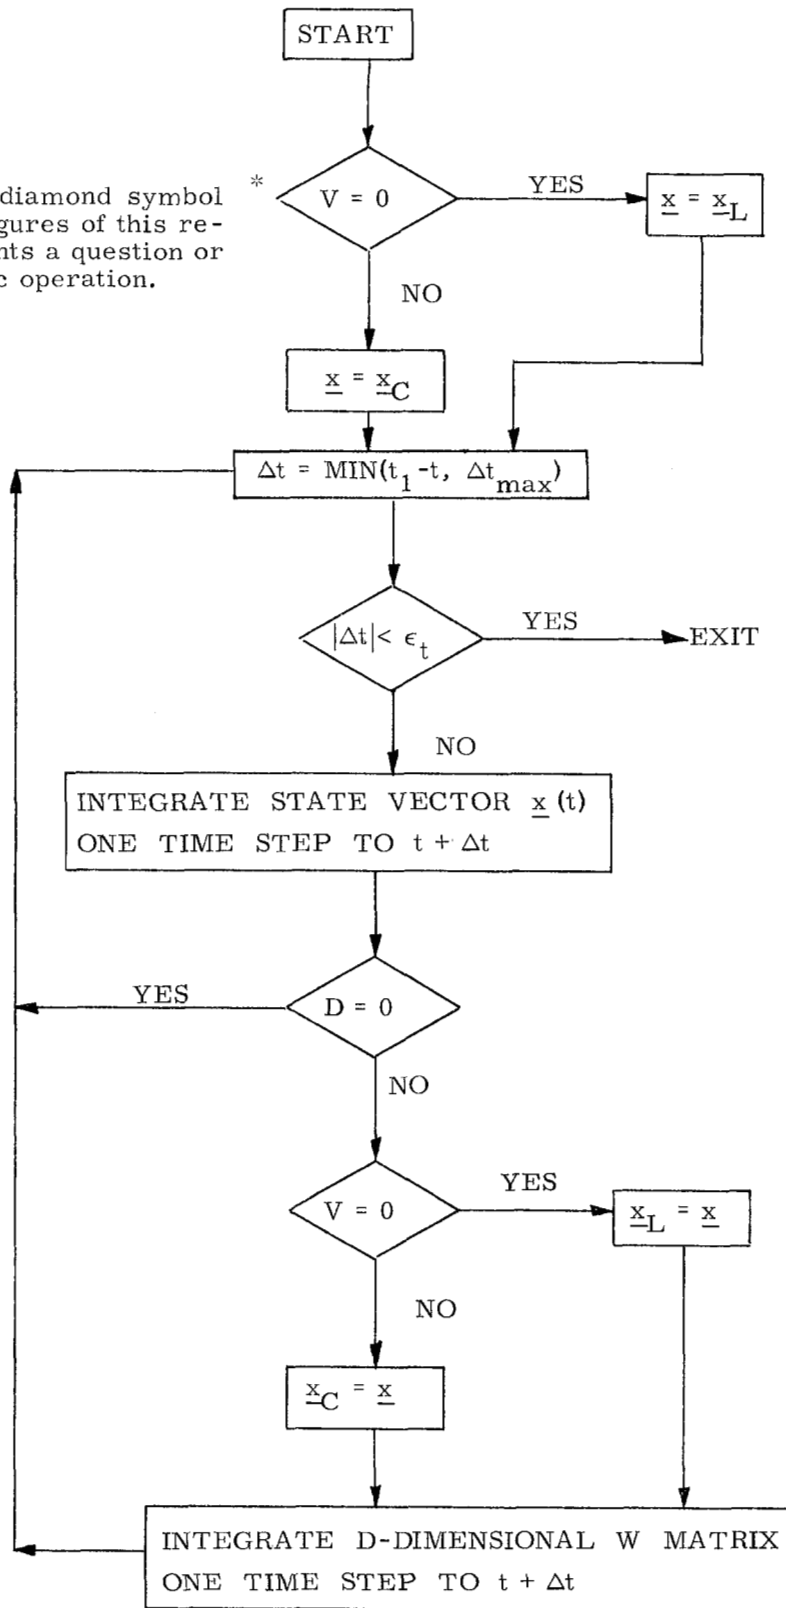 START
diamond symbol
gures of this re-
nts a question or
c operation.
*
V = 0
YES
x = x_L
NO
x = x_C
Δt = MIN(t_1-t, Δt_max)
|Δt| < ϵ_t
YES
EXIT
NO
INTEGRATE STATE VECTOR x (t)
ONE TIME STEP TO t + Δt
YES
D = 0
NO
V = 0
YES
x_L = x
NO
x_C = x
INTEGRATE D-DIMENSIONAL W MATRIX
ONE TIME STEP TO t + Δt